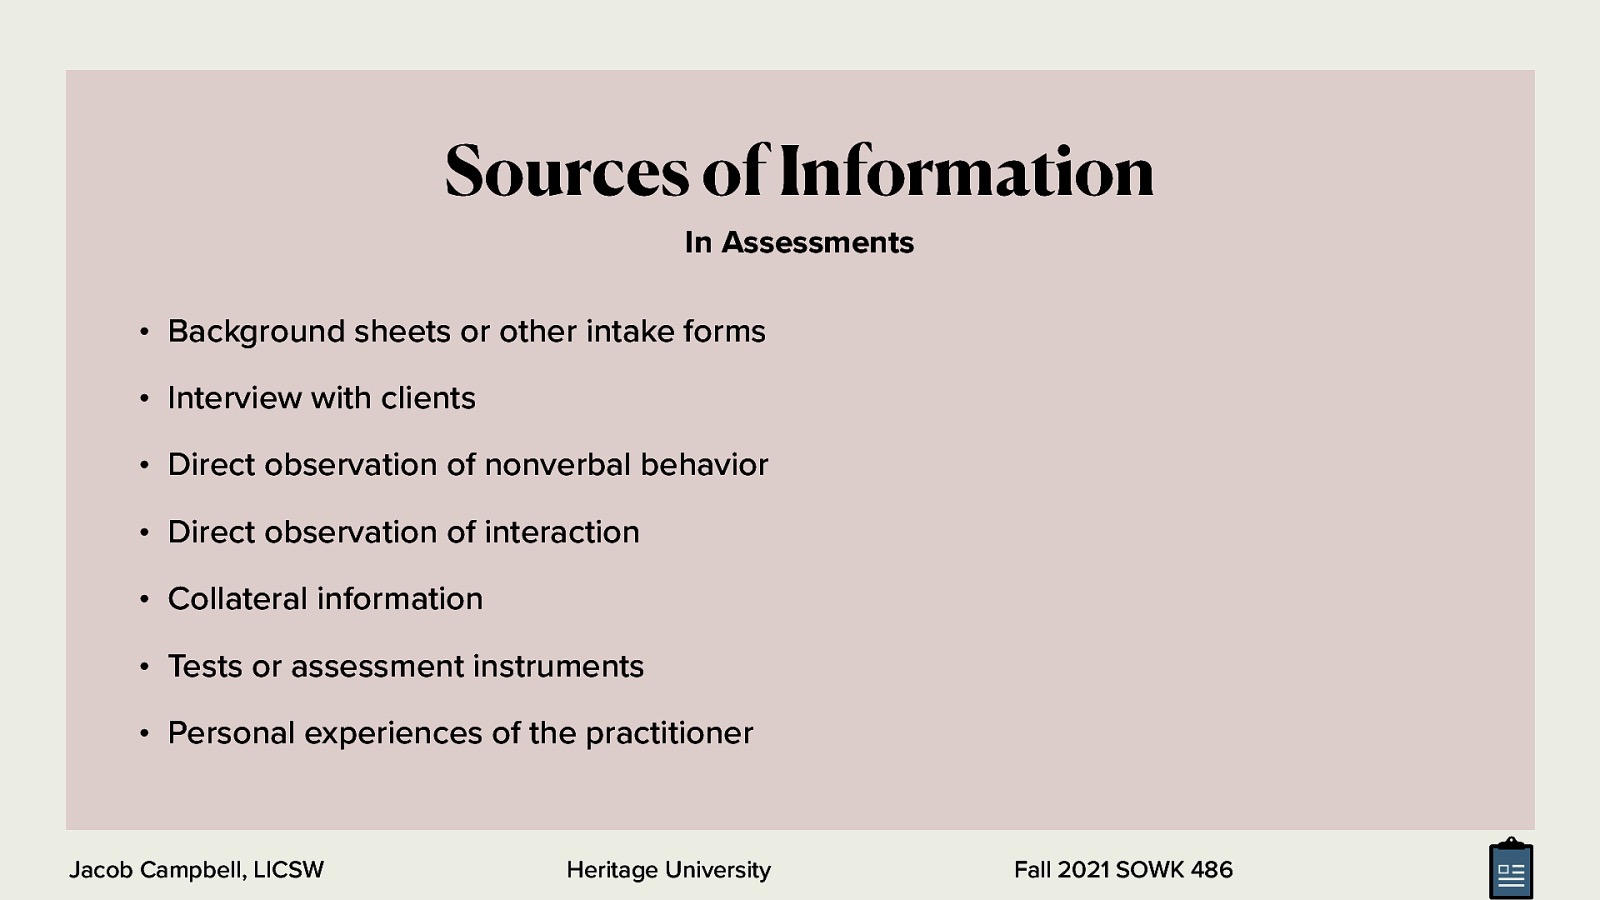 Sources of Information
In Assessments
• Background sheets or other intake forms
• Interview with clients
• Direct observation of nonverbal behavior
• Direct observation of interaction
• Collateral information
• Tests or assessment instruments
• Personal experiences of the practitioner
Jacob Campbell, LICSW
Heritage University
Fall 2021 SOWK 486